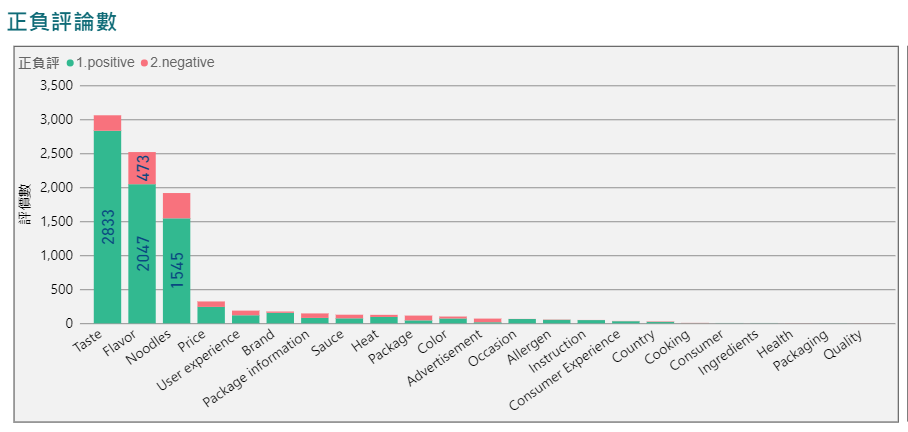 正負評論數
正負評 1.positive 2.negative
評價數
3,500
3,000
2,500
2,000
1,500
1,000
500
0
2833
2047
473
1545
Taste
Flavor
Noodles
Price
User experience
Brand
Package information
Sauce
Heat
Package
Color
Advertisement
Occasion
Allergen
Instruction
Consumer Experience
Country
Cooking
Consumer
Ingredients
Health
Packaging
Quality